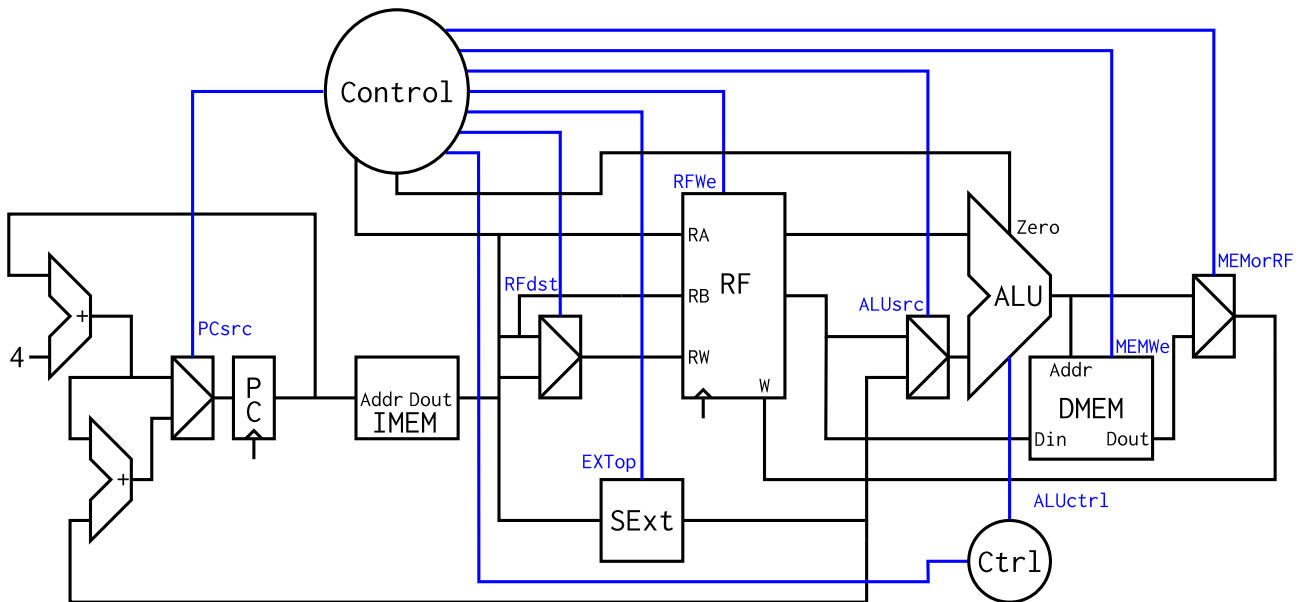 Control
RFWe
Zero
RA
MEMorRF
RFdst
RF
RB
ALU
ALUsrc
+
PCsrc
MEMWe
4
RW
Addr
P
C
W
Addr Dout
IMEM
DMEM
Din
Dout
EXTop
+
ALUctrl
SExt
Ctrl